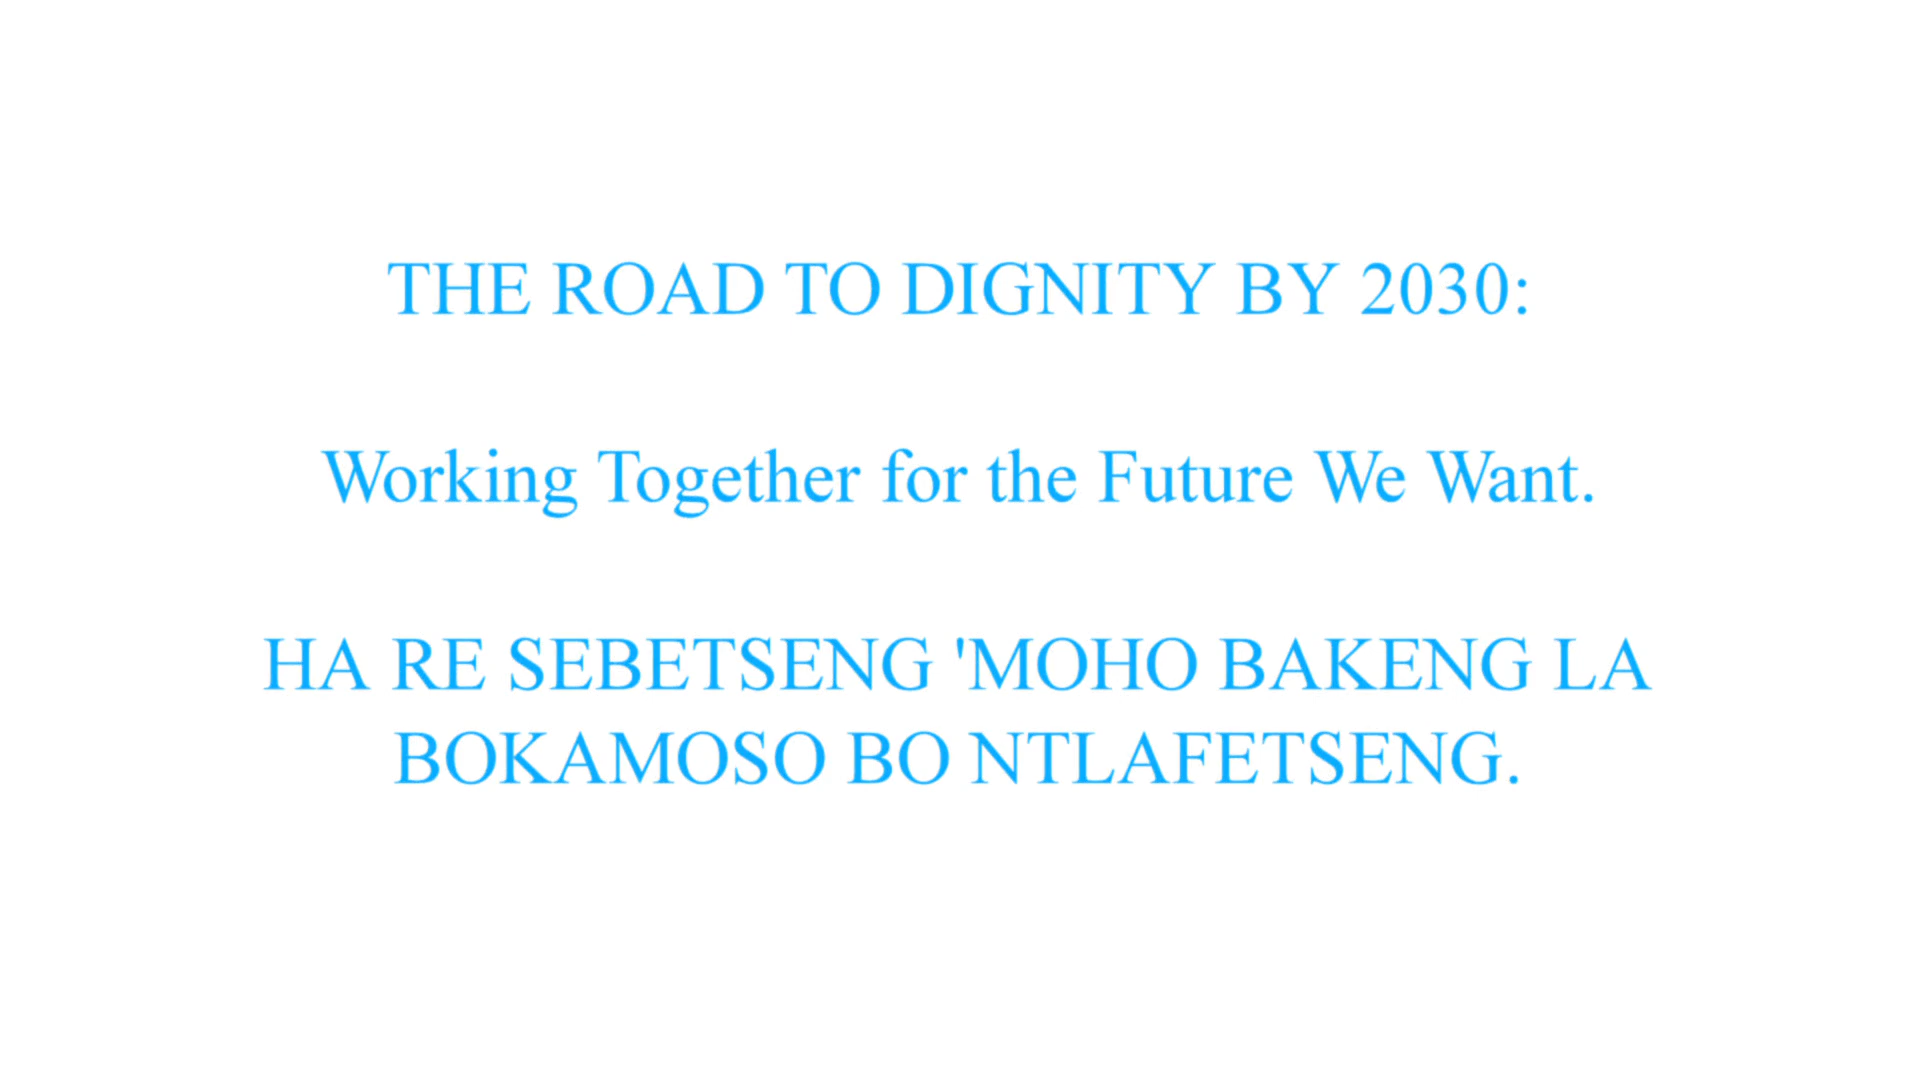 THE ROAD TO DIGNITY BY 2030:
Working Together for the Future We Want.
HA RE SEBETSENG 'MOHO BAKENG LA
BOKAMOSO BO NTLAFETSENG.